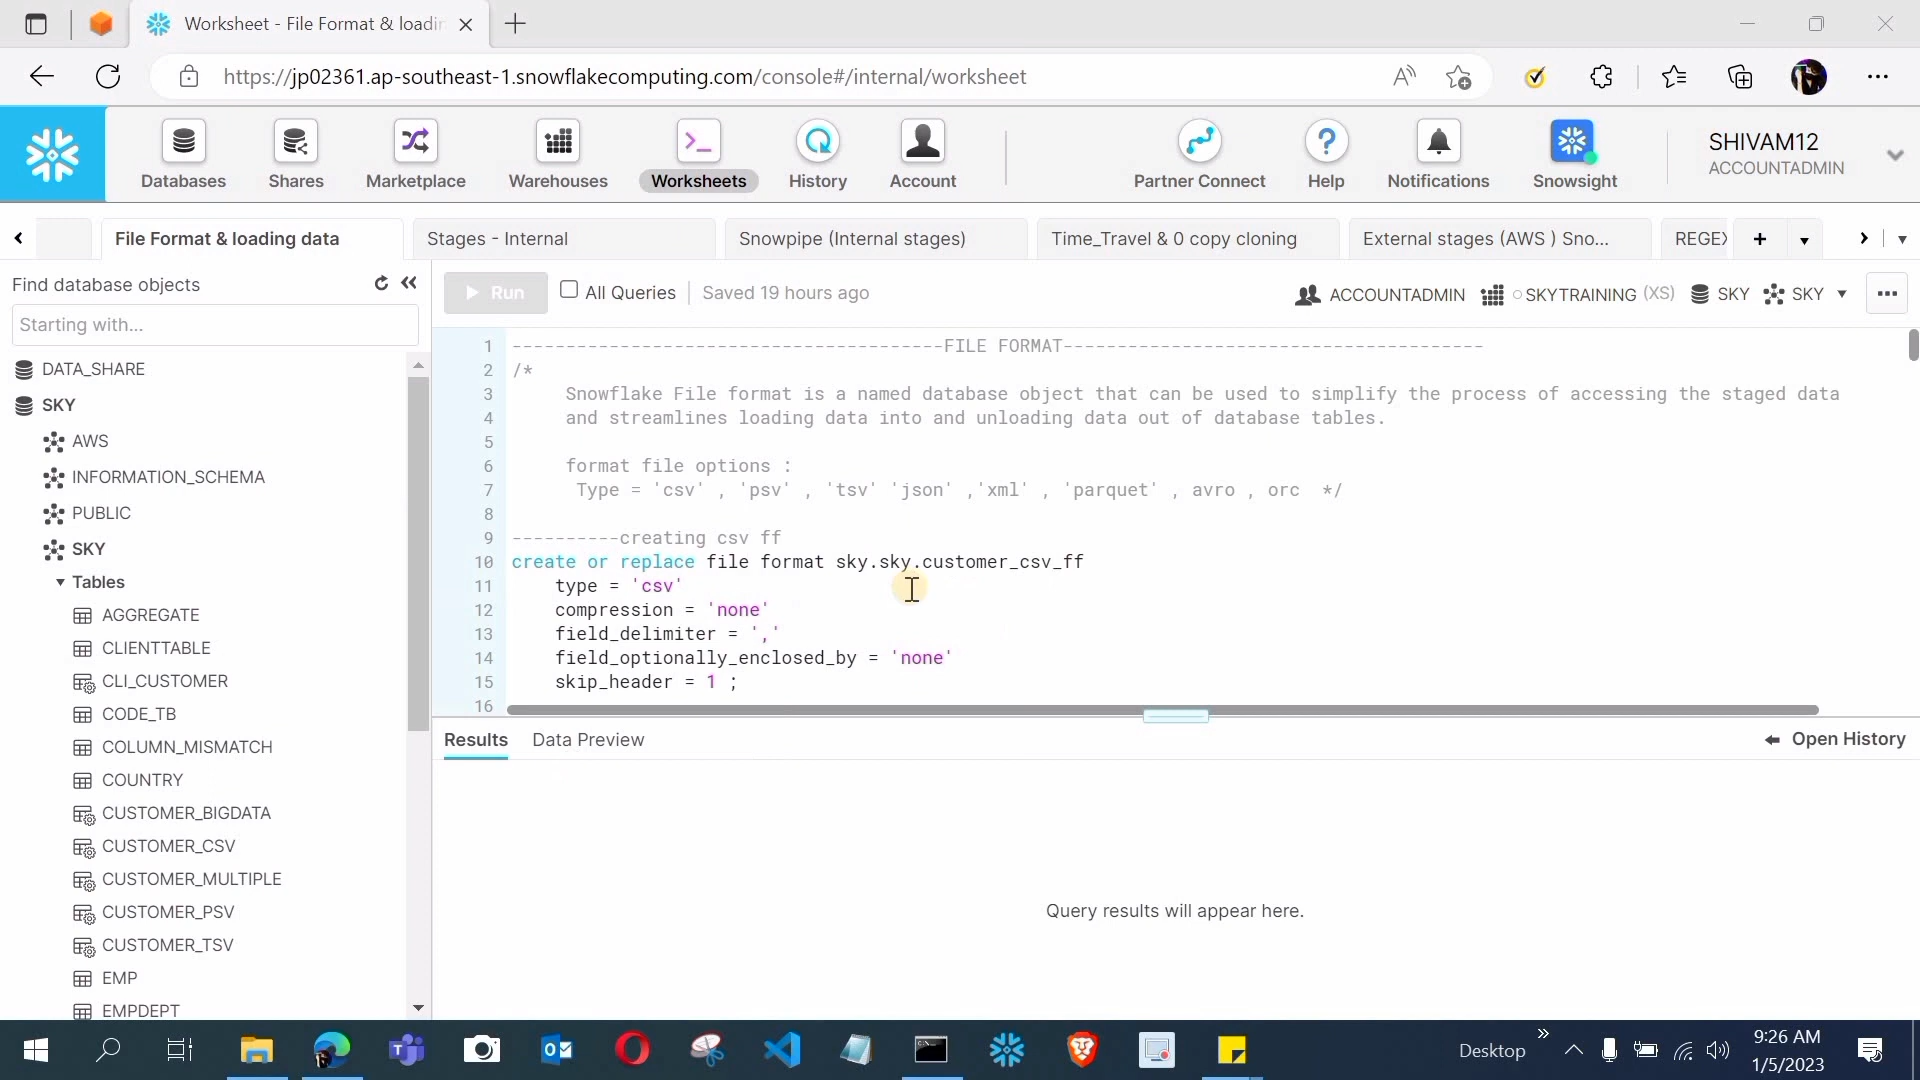 Worksheet - File Format & loadin
https://jp02361.ap-southeast-1.snowflakecomputing.com/console#/internal/worksheet
Databases
Shares
Marketplace
Warehouses
Worksheets
History
Account
Partner Connect
Help
Notifications
Snowsight
SHIVAM12
ACCOUNTADMIN
File Format & loading data
Stages - Internal
Snowpipe (Internal stages)
Time_Travel & 0 copy cloning
External stages (AWS ) Sno...
REGEX
Find database objects
Starting with...
DATA_SHARE
SKY
AWS
INFORMATION_SCHEMA
PUBLIC
SKY
Tables
AGGREGATE
CLIENTTABLE
CLI_CUSTOMER
CODE_TB
COLUMN_MISMATCH
COUNTRY
CUSTOMER_BIGDATA
CUSTOMER_CSV
CUSTOMER_MULTIPLE
CUSTOMER_PSV
CUSTOMER_TSV
EMP
EMPDEPT
Run
All Queries
Saved 19 hours ago
ACCOUNTADMIN
SKYTRAINING (XS)
SKY
SKY
1 ----------------------------------------FILE FORMAT---------------------------------------
2 /*
3 Snowflake File format is a named database object that can be used to simplify the process of accessing the staged data
4 and streamlines loading data into and unloading data out of database tables.
5
6 format file options :
7 Type = 'csv' , 'psv' , 'tsv' 'json' ,'xml' , 'parquet' , avro , orc */
8
9 ----------creating csv ff
10 create or replace file format sky.sky.customer_csv_ff
11 type = 'csv'
12 compression = 'none'
13 field_delimiter = ','
14 field_optionally_enclosed_by = 'none'
15 skip_header = 1 ;
16
Results
Data Preview
Open History
Query results will appear here.
Desktop
9:26 AM
1/5/2023